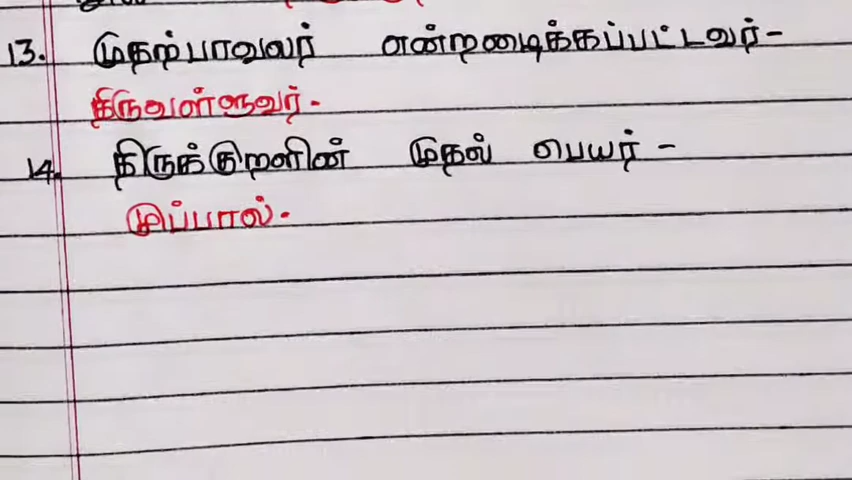 13. முதற்பாவலர் என்றழைக்கப்பட்டவர் -
திருவள்ளுவர்.
14. திருக்குறளின் முதல் பெயர் -
முப்பால்.